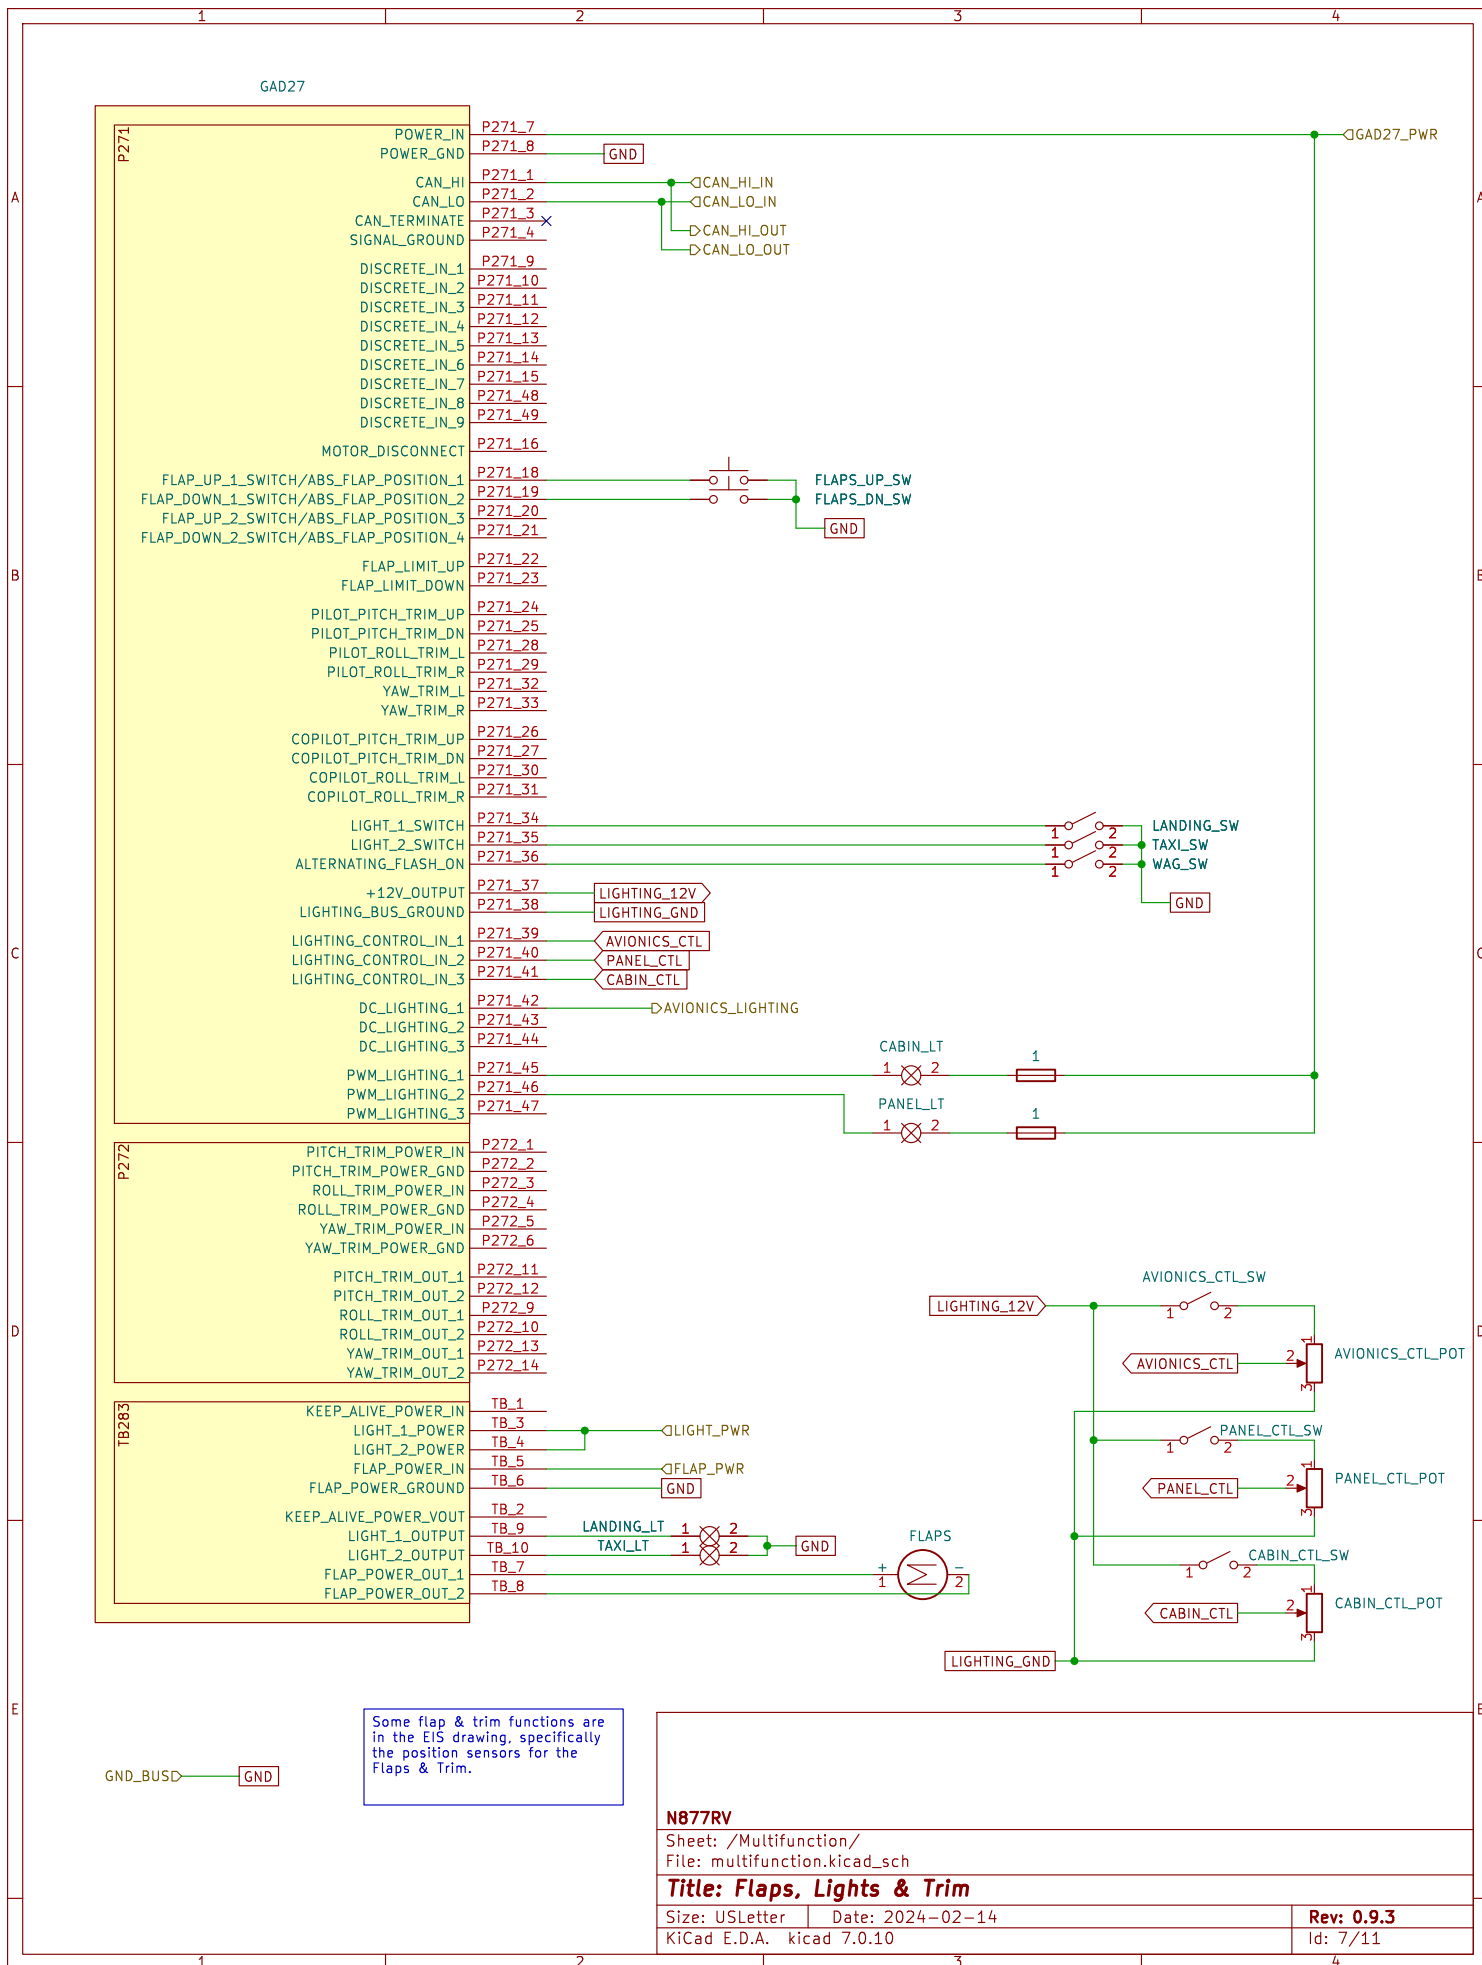 1 2 3 4
GAD27
P271
POWER_IN P271_7 GAD27_PWR
POWER_GND P271_8 GND
A
CAN_HI P271_1 CAN_HI_IN
CAN_LO P271_2 CAN_LO_IN
CAN_TERMINATE P271_3 CAN_HI_OUT
SIGNAL_GROUND P271_4 CAN_LO_OUT
DISCRETE_IN_1 P271_9
DISCRETE_IN_2 P271_10
DISCRETE_IN_3 P271_11
DISCRETE_IN_4 P271_12
DISCRETE_IN_5 P271_13
DISCRETE_IN_6 P271_14
DISCRETE_IN_7 P271_15
DISCRETE_IN_8 P271_48
DISCRETE_IN_9 P271_49
MOTOR_DISCONNECT P271_16
FLAP_UP_1_SWITCH/ABS_FLAP_POSITION_1 P271_18 FLAPS_UP_SW
FLAP_DOWN_1_SWITCH/ABS_FLAP_POSITION_2 P271_19 FLAPS_DN_SW
FLAP_UP_2_SWITCH/ABS_FLAP_POSITION_3 P271_20 GND
FLAP_DOWN_2_SWITCH/ABS_FLAP_POSITION_4 P271_21
FLAP_LIMIT_UP P271_22
B
FLAP_LIMIT_DOWN P271_23
PILOT_PITCH_TRIM_UP P271_24
PILOT_PITCH_TRIM_DN P271_25
PILOT_ROLL_TRIM_L P271_28
PILOT_ROLL_TRIM_R P271_29
YAW_TRIM_L P271_32
YAW_TRIM_R P271_33
COPILOT_PITCH_TRIM_UP P271_26
COPILOT_PITCH_TRIM_DN P271_27
COPILOT_ROLL_TRIM_L P271_30
COPILOT_ROLL_TRIM_R P271_31
LIGHT_1_SWITCH P271_34 1 2 LANDING_SW
LIGHT_2_SWITCH P271_35 1 2 TAXI_SW
ALTERNATING_FLASH_ON P271_36 1 2 WAG_SW
+12V_OUTPUT P271_37 LIGHTING_12V GND
LIGHTING_BUS_GROUND P271_38 LIGHTING_GND
LIGHTING_CONTROL_IN_1 P271_39 AVIONICS_CTL
C
LIGHTING_CONTROL_IN_2 P271_40 PANEL_CTL
LIGHTING_CONTROL_IN_3 P271_41 CABIN_CTL
DC_LIGHTING_1 P271_42 AVIONICS_LIGHTING
DC_LIGHTING_2 P271_43
DC_LIGHTING_3 P271_44
CABIN_LT 1
PWM_LIGHTING_1 P271_45 1 2
PWM_LIGHTING_2 P271_46
PANEL_LT 1
PWM_LIGHTING_3 P271_47 1 2
P272
PITCH_TRIM_POWER_IN P272_1
PITCH_TRIM_POWER_GND P272_2
ROLL_TRIM_POWER_IN P272_3
ROLL_TRIM_POWER_GND P272_4
YAW_TRIM_POWER_IN P272_5
YAW_TRIM_POWER_GND P272_6
PITCH_TRIM_OUT_1 P272_11
PITCH_TRIM_OUT_2 P272_12
ROLL_TRIM_OUT_1 P272_9
ROLL_TRIM_OUT_2 P272_10
YAW_TRIM_OUT_1 P272_13
YAW_TRIM_OUT_2 P272_14
AVIONICS_CTL_SW
D
LIGHTING_12V 1 2
1
AVIONICS_CTL 2 AVIONICS_CTL_POT
3
TB283
KEEP_ALIVE_POWER_IN TB_1
LIGHT_1_POWER TB_3 LIGHT_PWR
LIGHT_2_POWER TB_4
FLAP_POWER_IN TB_5 FLAP_PWR
FLAP_POWER_GROUND TB_6 GND
KEEP_ALIVE_POWER_VOUT TB_2
LIGHT_1_OUTPUT TB_9 LANDING_LT 1 2
LIGHT_2_OUTPUT TB_10 TAXI_LT 1 2 GND
FLAP_POWER_OUT_1 TB_7
FLAP_POWER_OUT_2 TB_8
FLAPS
+ -
1 2
PANEL_CTL_SW
1 2
1
PANEL_CTL 2 PANEL_CTL_POT
3
CABIN_CTL_SW
1 2
1
CABIN_CTL 2 CABIN_CTL_POT
3
LIGHTING_GND
E
Some flap & trim functions are
in the EIS drawing, specifically
the position sensors for the
Flaps & Trim.
GND_BUS GND
N877RV
Sheet: /Multifunction/
File: multifunction.kicad_sch
Title: Flaps, Lights & Trim
Size: USLetter Date: 2024-02-14 Rev: 0.9.3
KiCad E.D.A. kicad 7.0.10 Id: 7/11
1 2 3 4